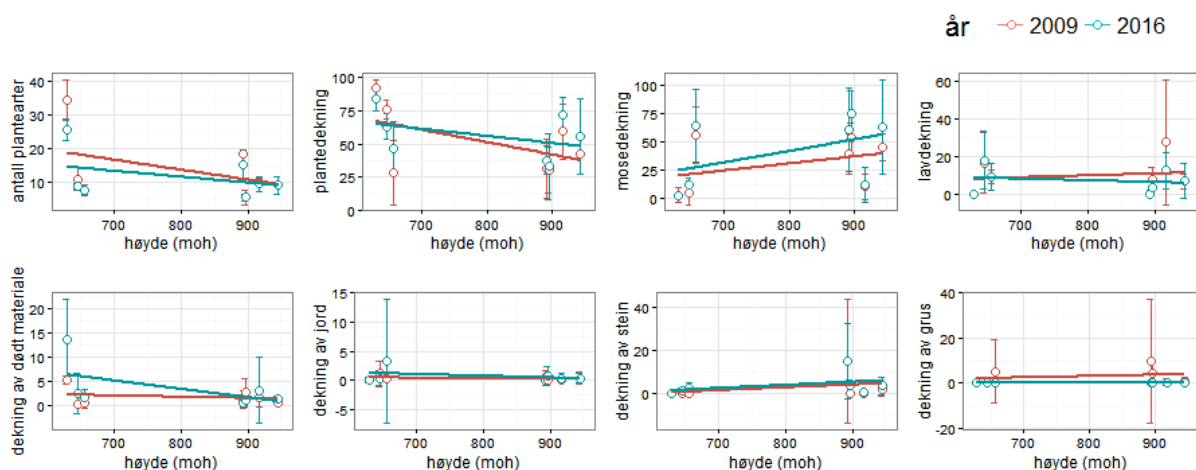 år 2009 2016
antall plantearter
40
30
20
10
700 800 900
høyde (moh)
plantedekning
100
75
50
25
0
700 800 900
høyde (moh)
mosedekning
100
75
50
25
0
700 800 900
høyde (moh)
lavdekning
60
40
20
0
700 800 900
høyde (moh)
dekning av dødt materiale
20
15
10
5
0
700 800 900
høyde (moh)
dekning av jord
15
10
5
0
-5
700 800 900
høyde (moh)
dekning av stein
40
20
0
700 800 900
høyde (moh)
dekning av grus
40
20
0
-20
700 800 900
høyde (moh)